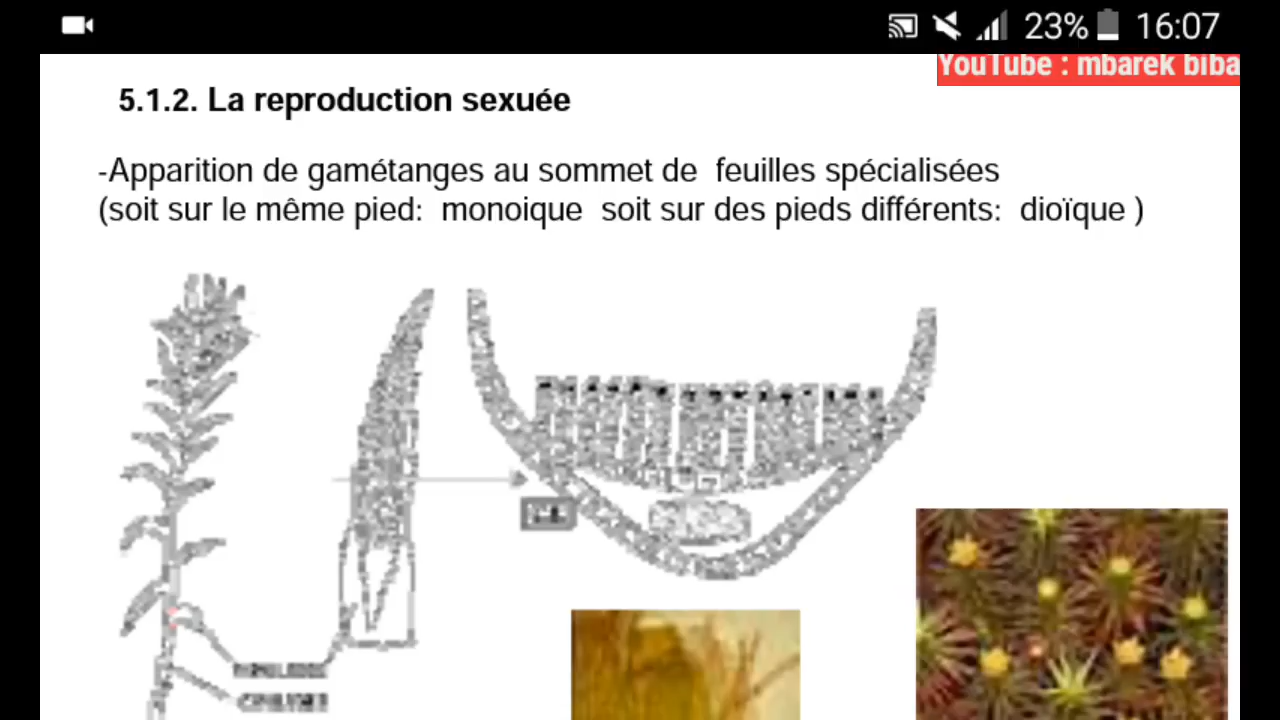 23% 16:07
YouTube : mbarek biba
5.1.2. La reproduction sexuée
-Apparition de gamétanges au sommet de feuilles spécialisées
(soit sur le même pied: monoique soit sur des pieds différents: dioïque )